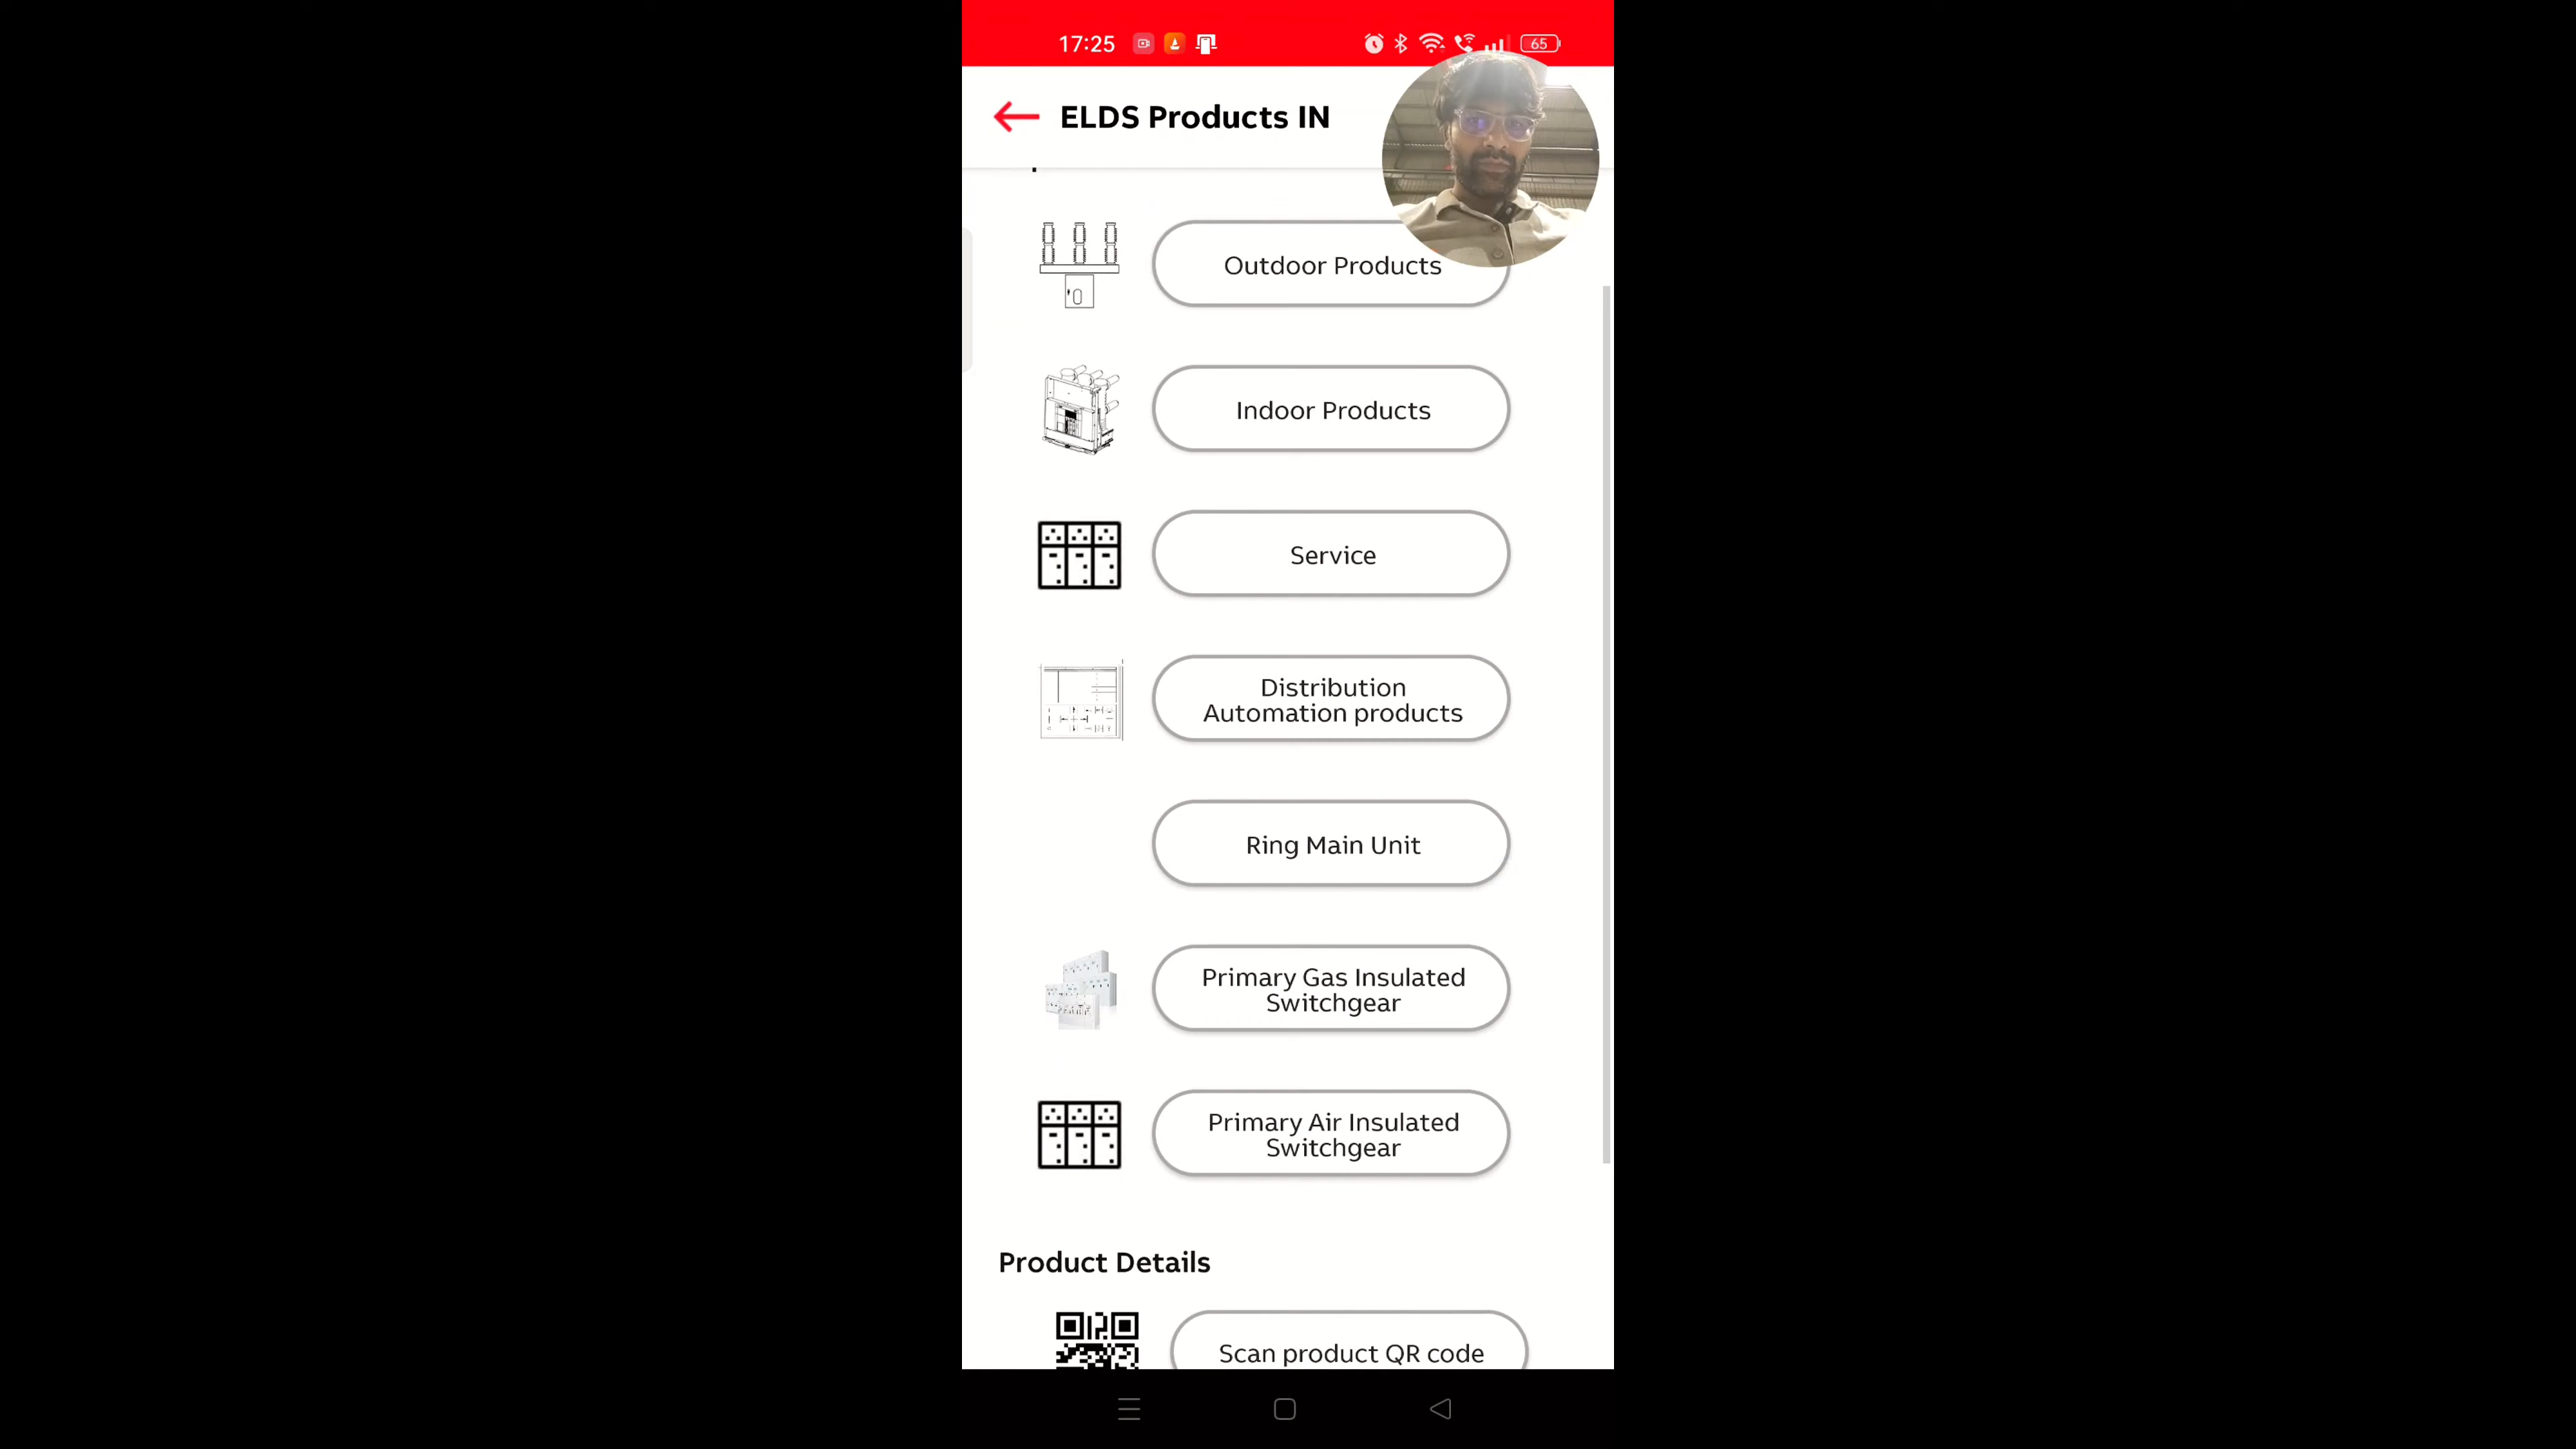 17:25
65
ELDS Products IN
Outdoor Products
Indoor Products
Service
Distribution
Automation products
Ring Main Unit
Primary Gas Insulated
Switchgear
Primary Air Insulated
Switchgear
Product Details
Scan product QR code